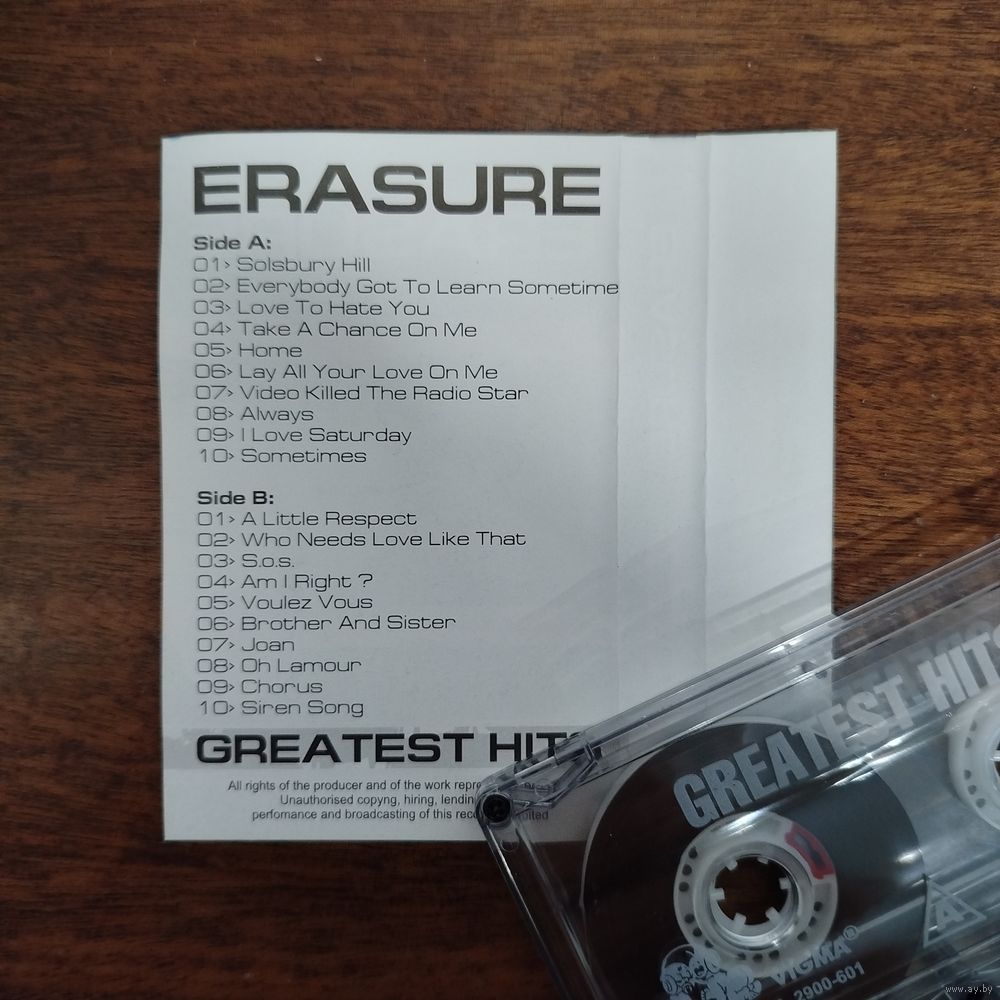 ERASURE
Side A:
01> Solsbury Hill
02> Everybody Got To Learn Sometime
03> Love To Hate You
04> Take A Chance On Me
05> Home
06> Lay All Your Love On Me
07> Video Killed The Radio Star
08> Always
09> I Love Saturday
10> Sometimes
Side B:
01> A Little Respect
02> Who Needs Love Like That
03> S.o.s.
04> Am I Right ?
05> Voulez Vous
06> Brother And Sister
07> Joan
08> Oh Lamour
09> Chorus
10> Siren Song
GREATEST HITS
All rights of the producer and of the work
Unauthorised copyng, hiring,
perfomance and broadcasting of this
GREATEST HITS
A
VIGMA®
2900-601
www.ay.by